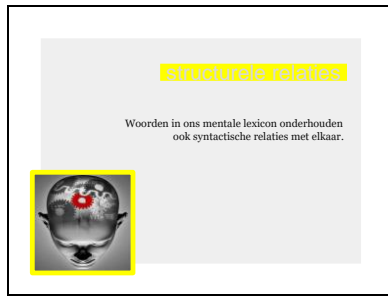 structurele relaties
Woorden in ons mentale lexicon onderhouden
ook syntactische relaties met elkaar.